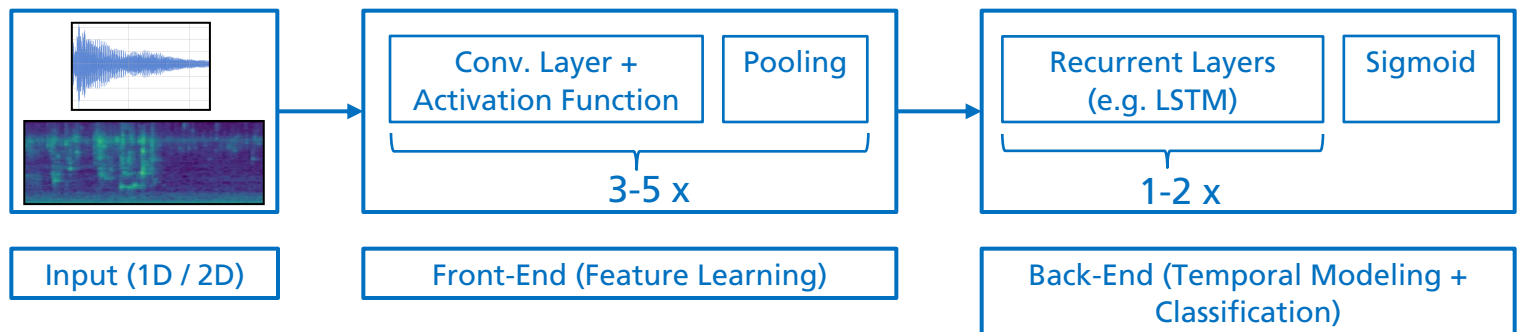 Conv. Layer +
Activation Function
Pooling
3-5 x
Recurrent Layers
(e.g. LSTM)
Sigmoid
1-2 x
Input (1D / 2D)
Front-End (Feature Learning)
Back-End (Temporal Modeling +
Classification)